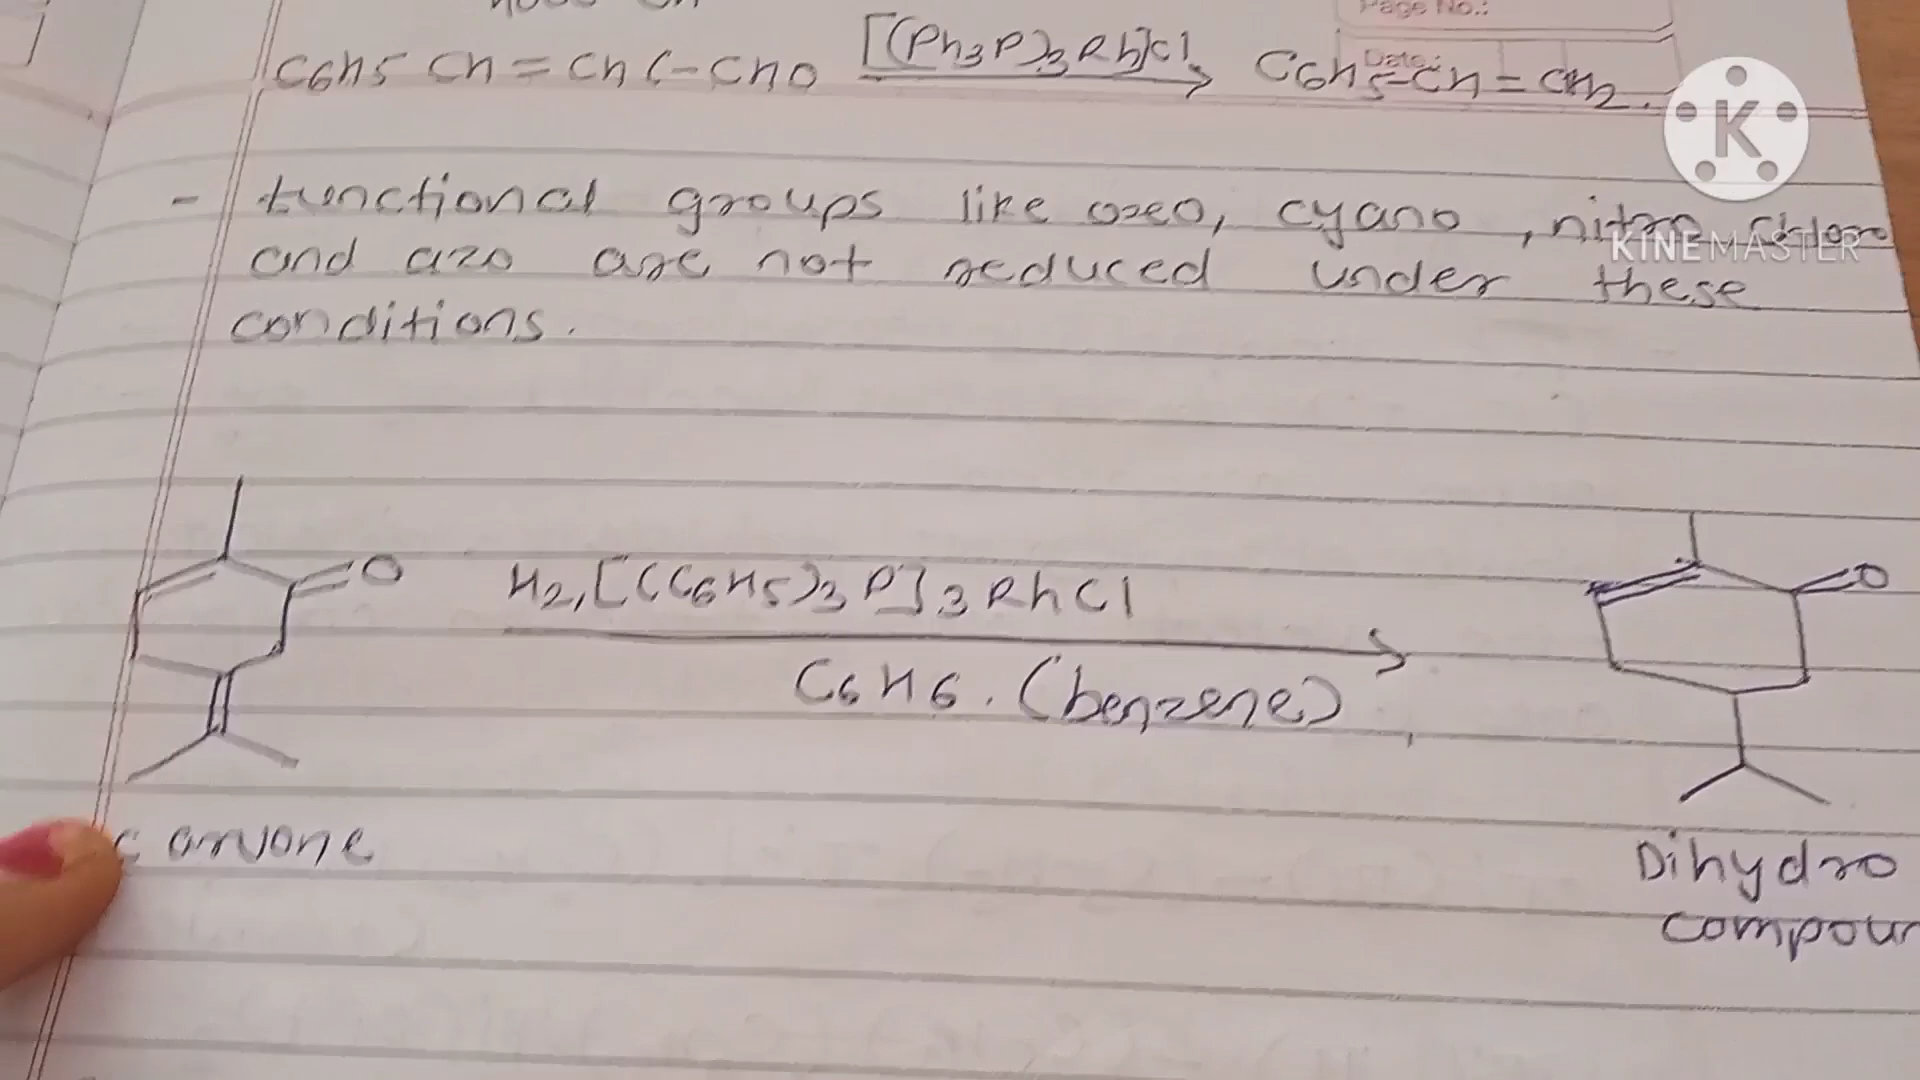 Page No.:
Date:
C6H5 CH=CH(-CHO [(Ph3P)3Rh]Cl C6H5-CH=CH2.
K
KINEMASTER
- functional groups like oxo, cyano, nitro, chloro
and azo are not reduced under these
conditions.
O H2, [(C6H5)3P]3RhCl O
C6H6. (benzene)
carvone Dihydro
compoun